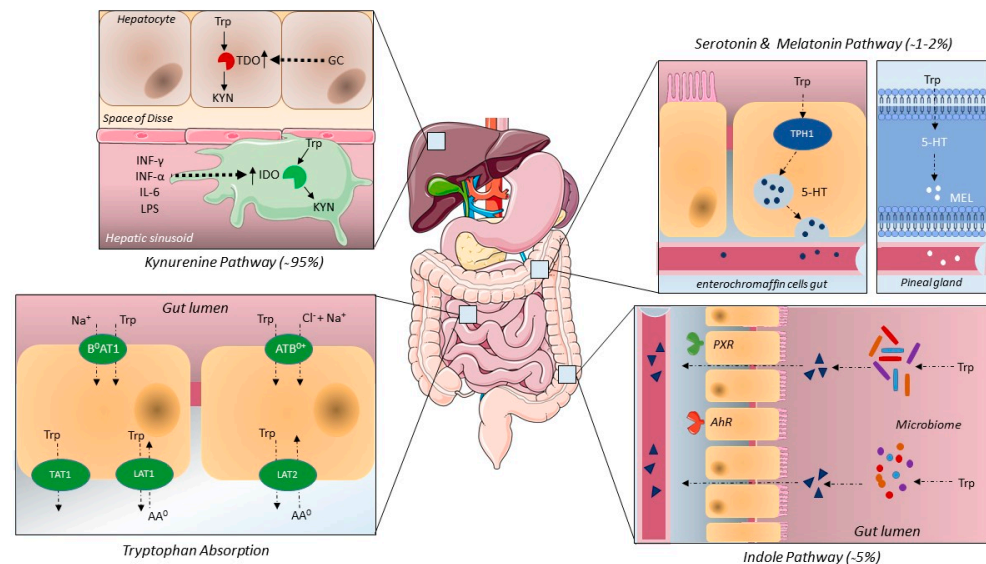 Hepatocyte
Trp
TDO
GC
KYN
Space of Disse
Trp
INF-γ
INF-α
IL-6
LPS
IDO
KYN
Hepatic sinusoid
Kynurenine Pathway (~95%)
Serotonin & Melatonin Pathway (~1-2%)
Trp
TPH1
5-HT
enterochromaffin cells gut
Trp
5-HT
MEL
Pineal gland
Gut lumen
Na⁺ Trp
B⁰AT1
Trp Cl⁻ + Na⁺
ATB⁰⁺
Trp Trp Trp
TAT1 LAT1 LAT2
AA⁰ AA⁰
Tryptophan Absorption
PXR
Trp
AhR
Microbiome
Trp
Gut lumen
Indole Pathway (~5%)